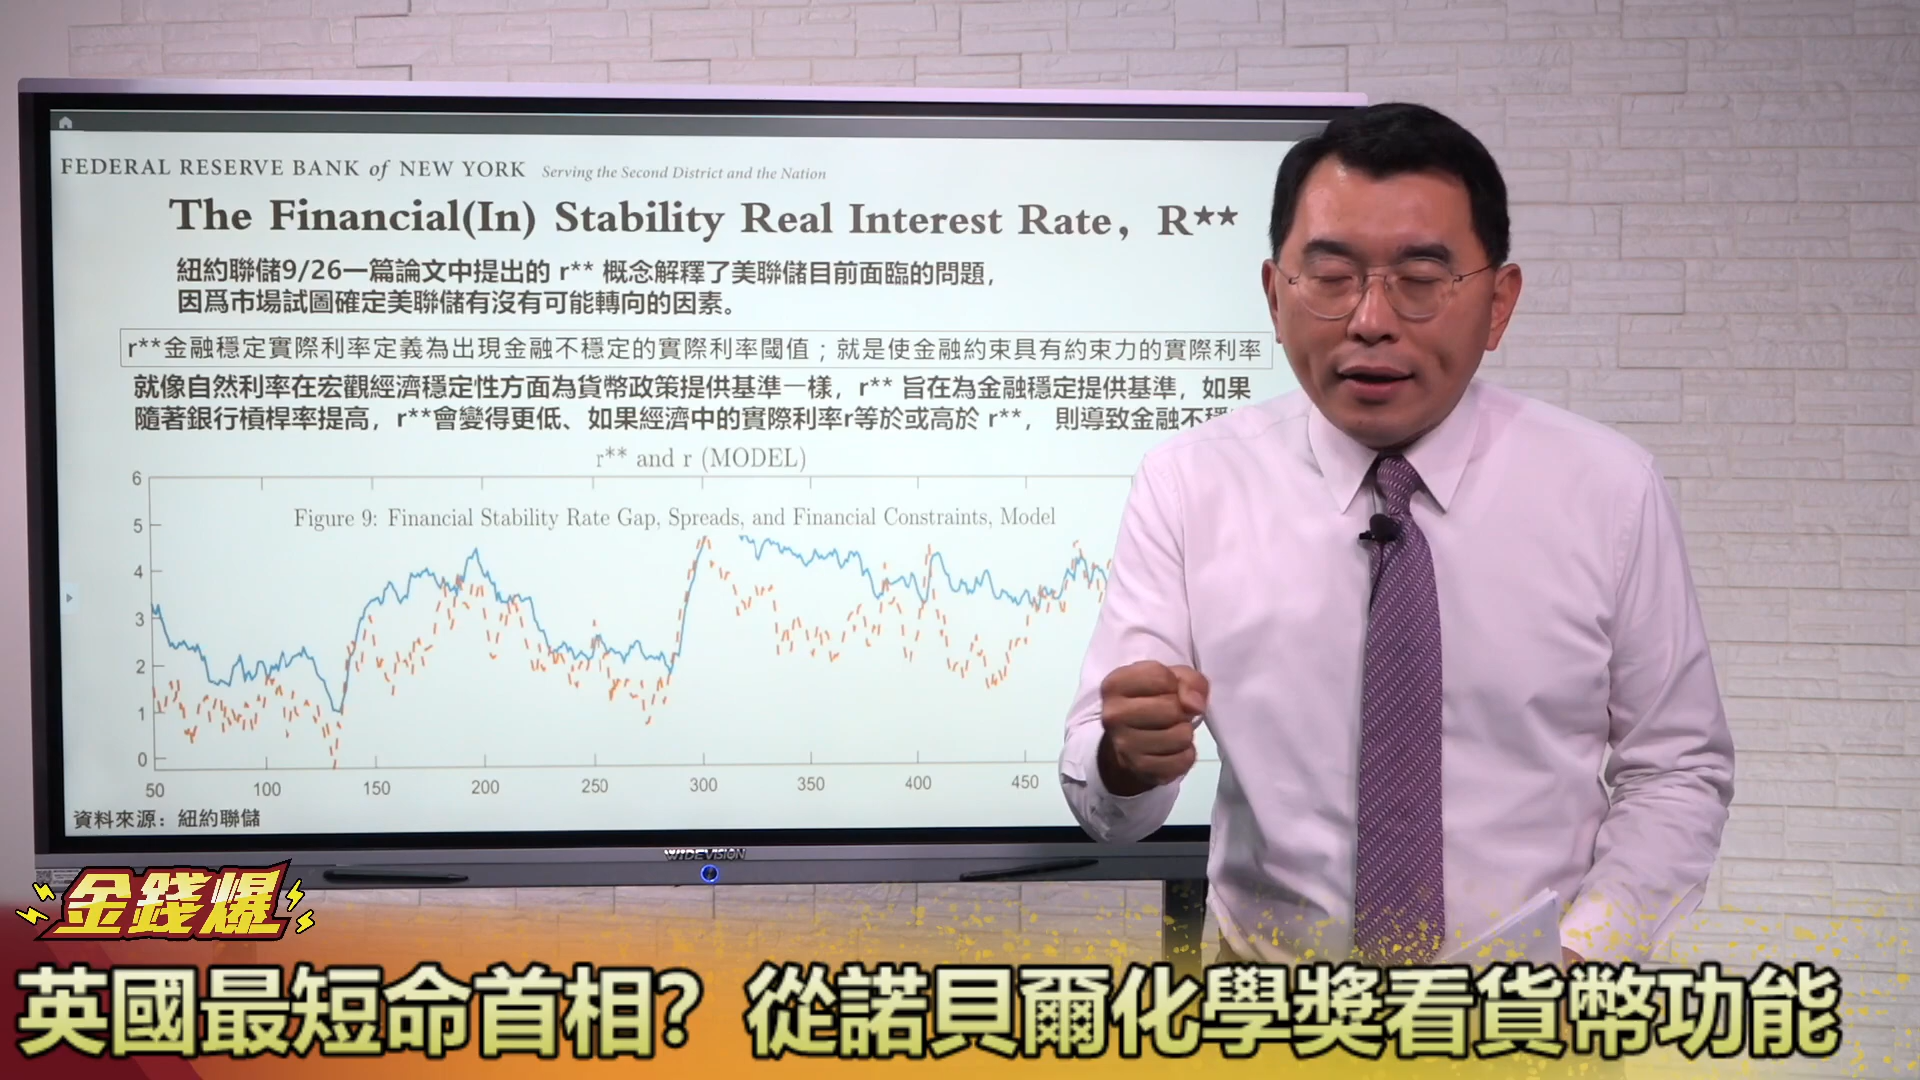 FEDERAL RESERVE BANK of NEW YORK Serving the Second District and the Nation
The Financial(In) Stability Real Interest Rate，R**
紐約聯儲9/26一篇論文中提出的 r** 概念解釋了美聯儲目前面臨的問題，
因爲市場試圖確定美聯儲有沒有可能轉向的因素。
r**金融穩定實際利率定義為出現金融不穩定的實際利率閾值；就是使金融約束具有約束力的實際利率
就像自然利率在宏觀經濟穩定性方面為貨幣政策提供基準一樣，r** 旨在為金融穩定提供基準，如果
隨著銀行槓桿率提高，r**會變得更低、如果經濟中的實際利率r等於或高於 r**， 則導致金融不
r** and r (MODEL)
Figure 9: Financial Stability Rate Gap, Spreads, and Financial Constraints, Model
6
5
4
3
2
1
0
50 100 150 200 250 300 350 400 450
資料來源：紐約聯儲
WIDEVISION
金錢爆
英國最短命首相？從諾貝爾化學獎看貨幣功能